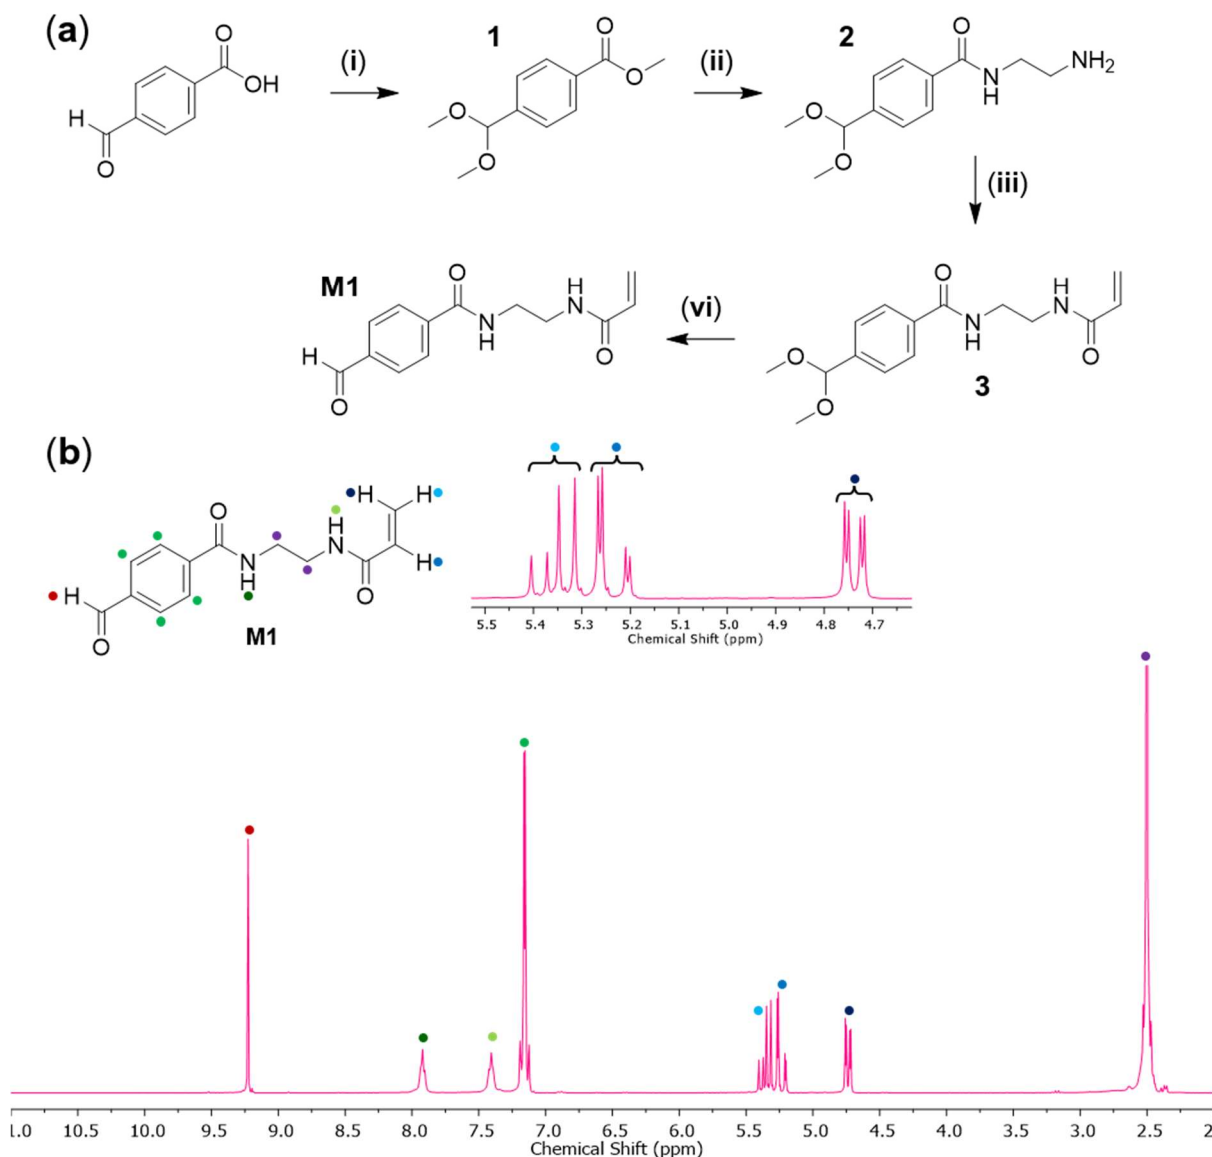 (a)
O
OH
H
O
(i)
1
O
O
O
O
(ii)
2
O
N
H
NH2
O
O
(iii)
M1
O
N
H
H
N
O
H
O
(vi)
O
N
H
H
N
O
O
O
3
(b)
O
N
H
H
N
O
H
H
H
H
O
M1
5.5 5.4 5.3 5.2 5.1 5.0 4.9 4.8 4.7
Chemical Shift (ppm)
1.0 10.5 10.0 9.5 9.0 8.5 8.0 7.5 7.0 6.5 6.0 5.5 5.0 4.5 4.0 3.5 3.0 2.5 2
Chemical Shift (ppm)